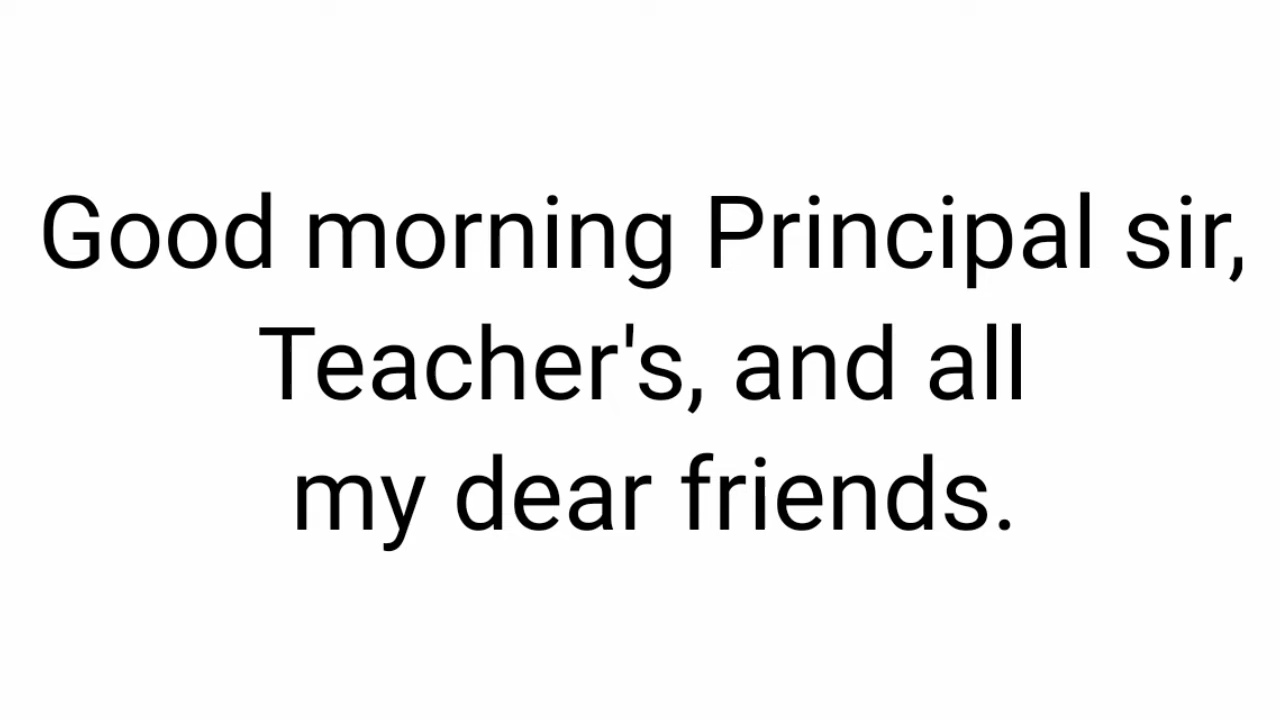 Good morning Principal sir,
Teacher's, and all
my dear friends.